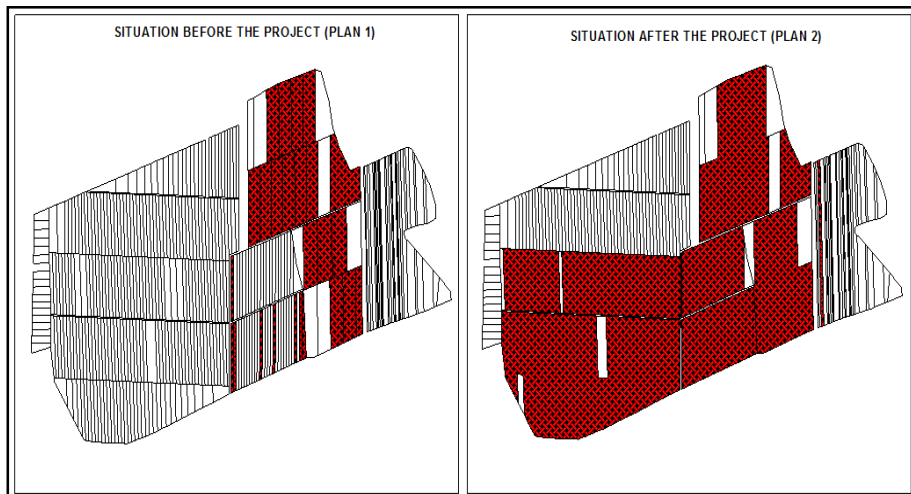 SITUATION BEFORE THE PROJECT (PLAN 1)
SITUATION AFTER THE PROJECT (PLAN 2)